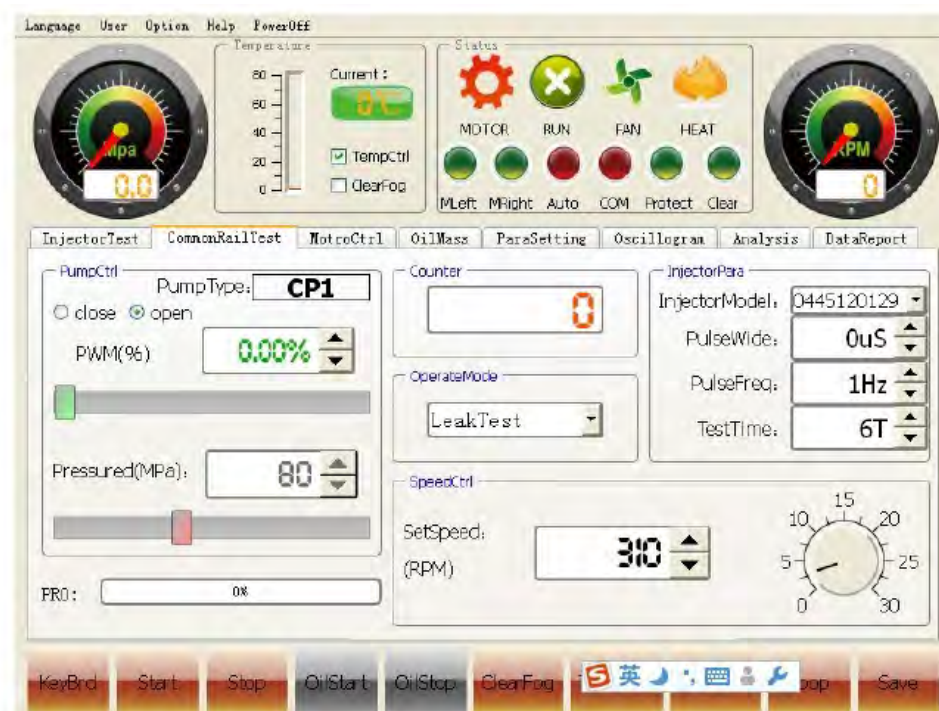 Language User Option Help PowerOff
Temperature
Status
80
60
40
20
0
Current :
0℃
TempCtrl
ClearFog
MOTOR RUN FAN HEAT
MLeft MRight Auto COM Protect Clear
Mpa
0.0
RPM
0
InjectorTest CommonRailTest MotroCtrl OilMass ParaSetting Oscillogram Analysis DataReport
PumpCtrl
PumpType: CP1
close open
PWM(%) 0.00%
Pressured(MPa): 80
PRO: 0%
Counter
0
OperateMode
LeakTest
InjectorPara
InjectorModel: 0445120129
PulseWide: 0uS
PulseFreq: 1Hz
TestTime: 6T
SpeedCtrl
SetSpeed:
(RPM)
310
0 5 10 15 20 25 30
KeyBrd Start Stop OilStart OilStop ClearFog 英 Save